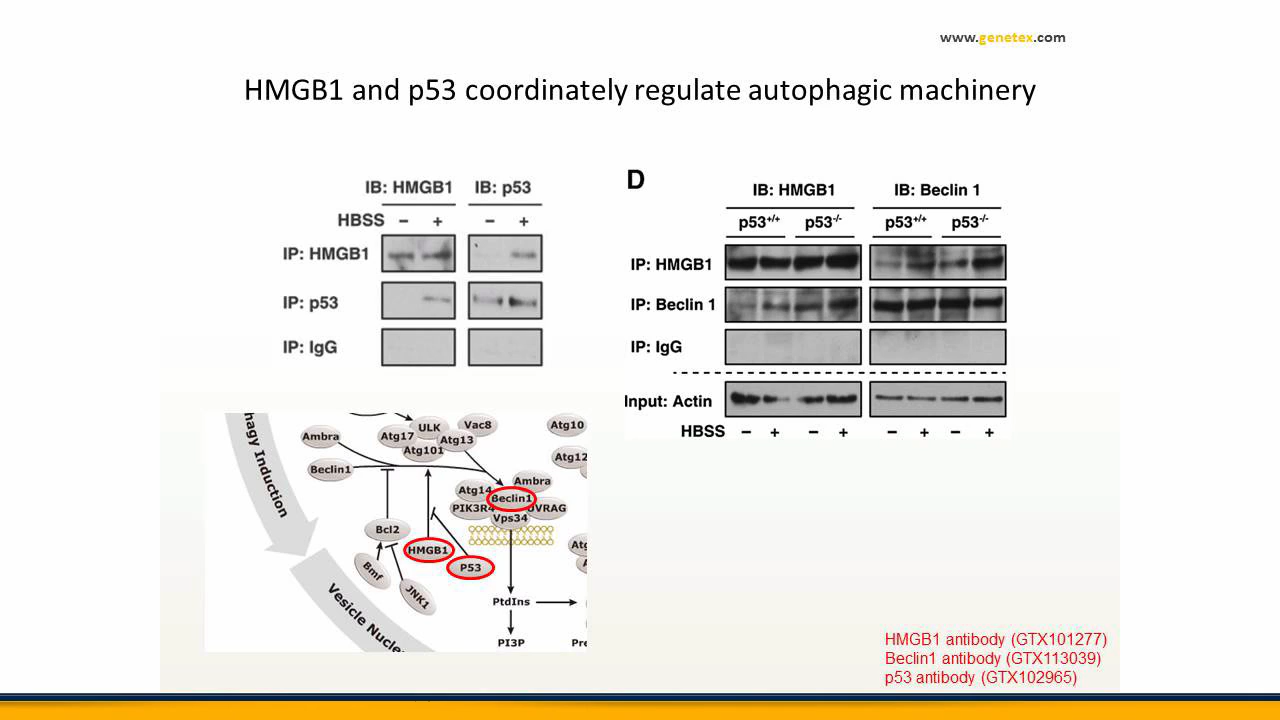 www.genetex.com
HMGB1 and p53 coordinately regulate autophagic machinery
IB: HMGB1 IB: p53
HBSS − + − +
IP: HMGB1
IP: p53
IP: IgG
D
IB: HMGB1 IB: Beclin 1
p53+/+ p53-/- p53+/+ p53-/-
IP: HMGB1
IP: Beclin 1
IP: IgG
Input: Actin
HBSS − + − + − + − +
hagy Induction
Vesicle Nucle
Ambra
Beclin1
ULK
Vac8
Atg17
Atg13
Atg101
Atg10
Atg12
Ambra
Atg14
Beclin1
PIK3R4
UVRAG
Vps34
Bcl2
HMGB1
P53
Bmf
JNK1
Atg
PtdIns
PI3P
Pre
HMGB1 antibody (GTX101277)
Beclin1 antibody (GTX113039)
p53 antibody (GTX102965)